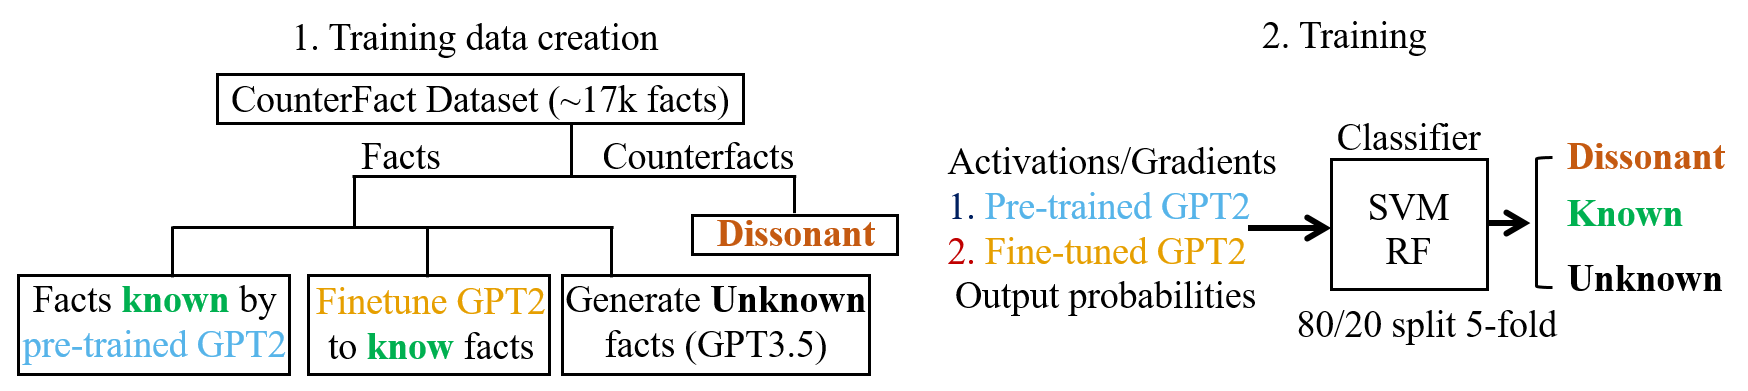 1. Training data creation
CounterFact Dataset (~17k facts)
Facts
Counterfacts
Dissonant
Facts known by
pre-trained GPT2
Finetune GPT2
to know facts
Generate Unknown
facts (GPT3.5)
2. Training
Activations/Gradients
1. Pre-trained GPT2
2. Fine-tuned GPT2
Output probabilities
Classifier
SVM
RF
80/20 split 5-fold
Dissonant
Known
Unknown